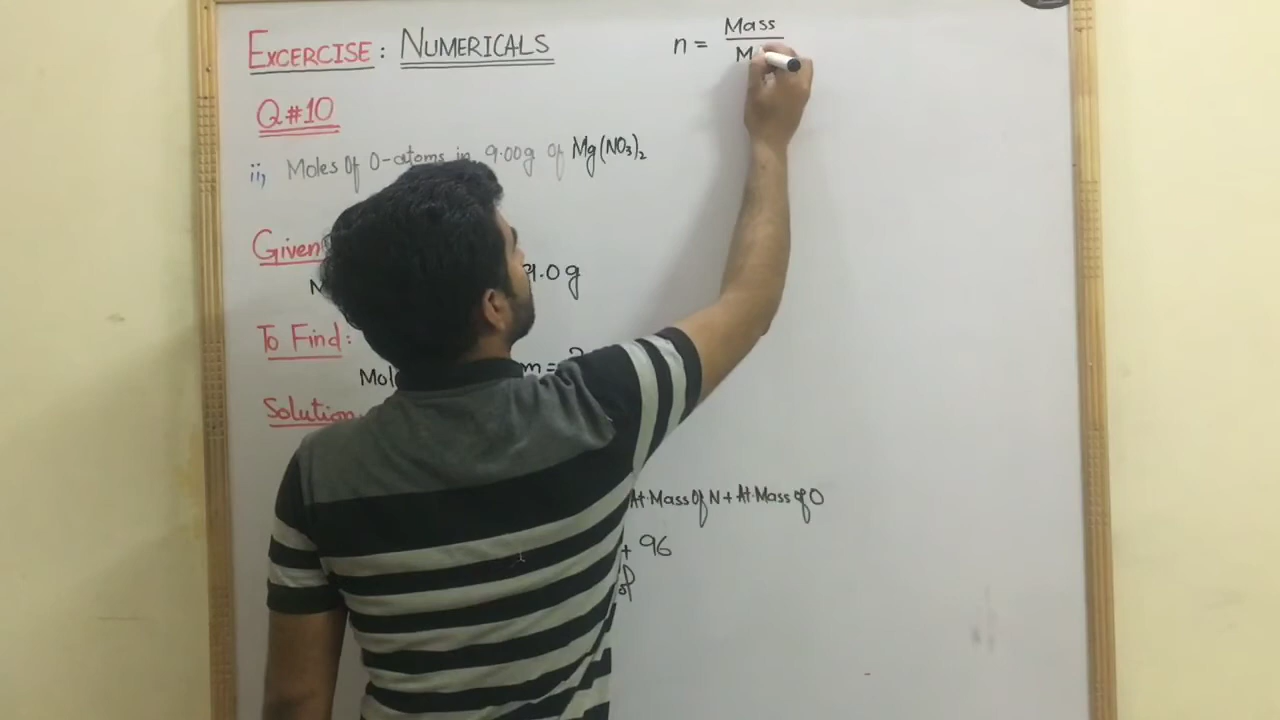 EXCERCISE: NUMERICALS
n = Mass
M
Q#10
ii, Moles Of O-atoms in 9.00g of Mg(NO₃)₂
Given
9.0 g
To Find:
m = ?
Solution
At. Mass Of N + At. Mass of O
+ 96
of